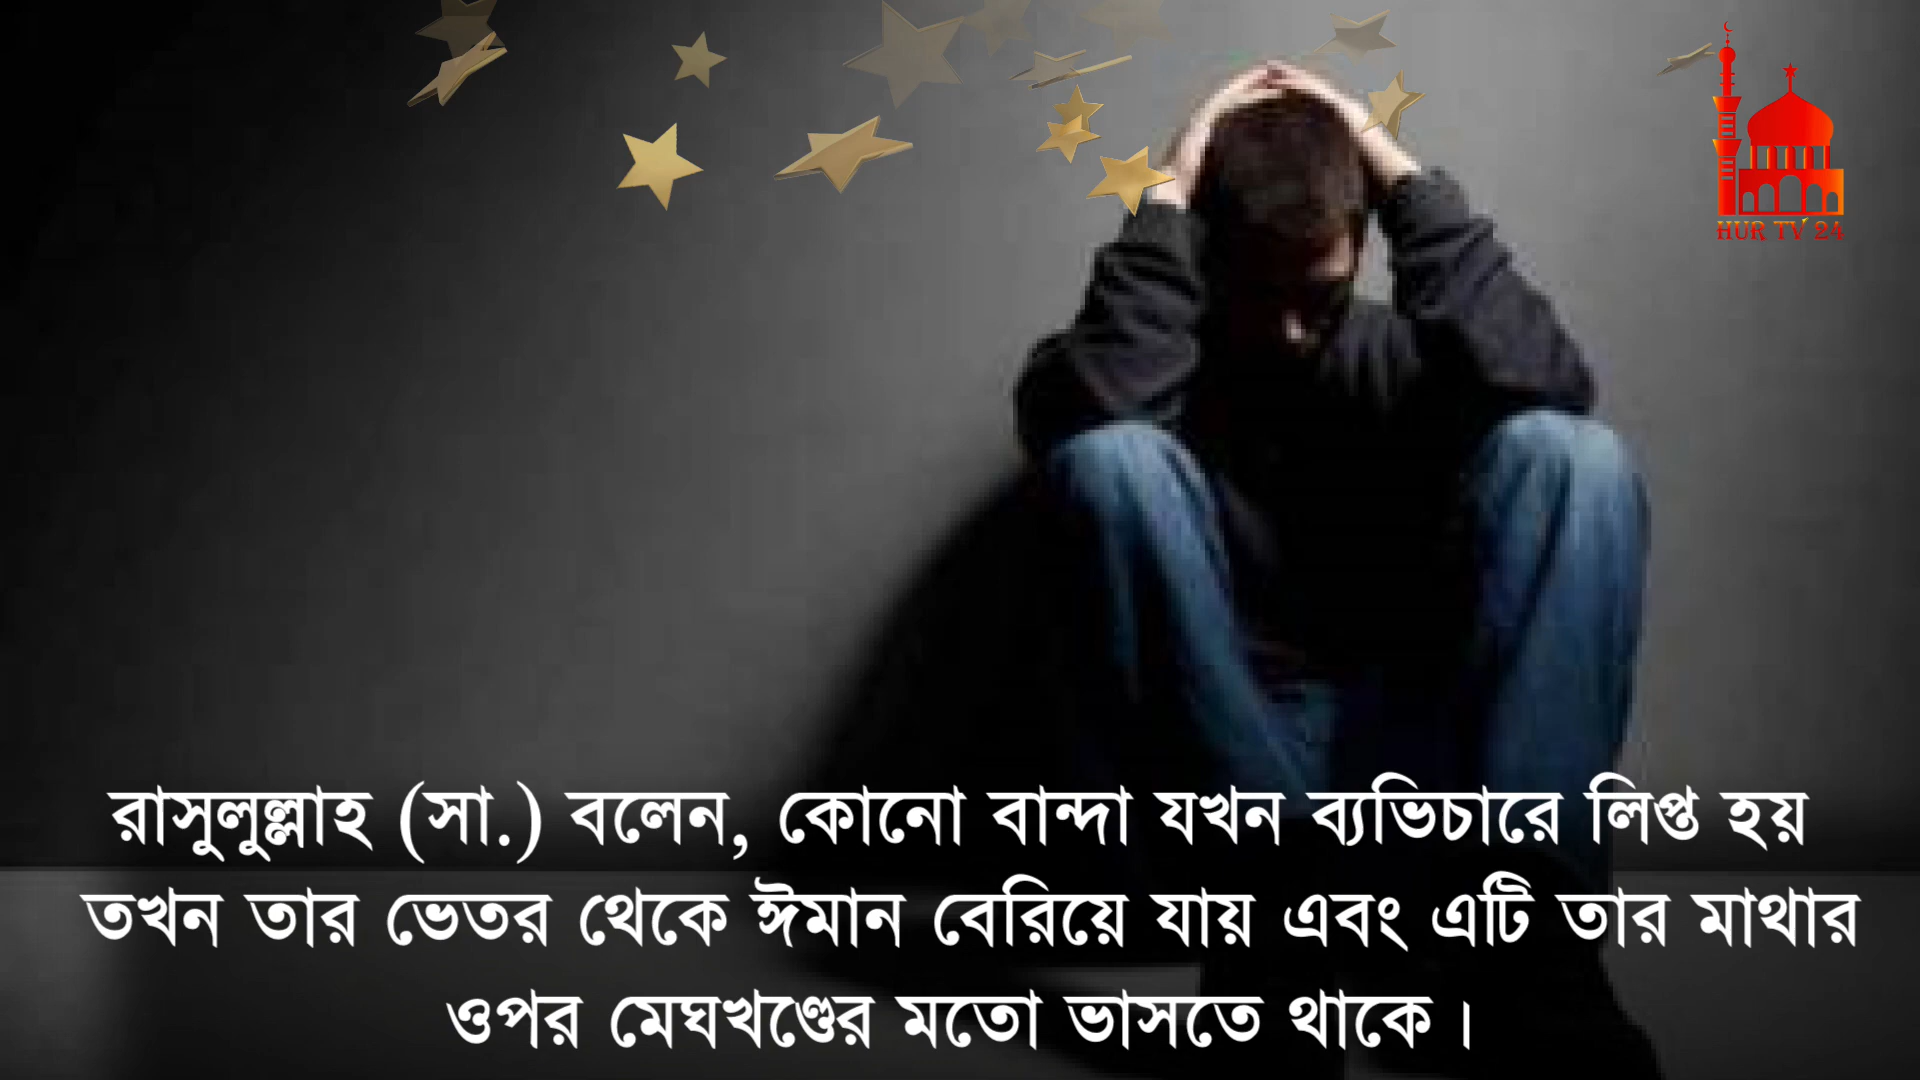 HUR TV 24
রাসুলুল্লাহ (সা.) বলেন, কোনো বান্দা যখন ব্যভিচারে লিপ্ত হয়
তখন তার ভেতর থেকে ঈমান বেরিয়ে যায় এবং এটি তার মাথার
ওপর মেঘখণ্ডের মতো ভাসতে থাকে।